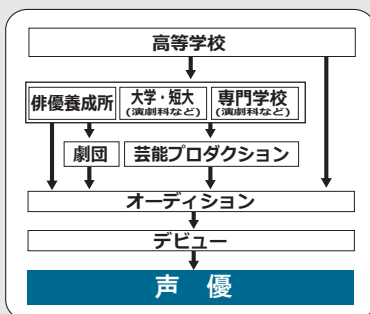 高等学校
俳優養成所
大学・短大
(演劇科など)
専門学校
(演劇科など)
劇団
芸能プロダクション
オーディション
デビュー
声 優